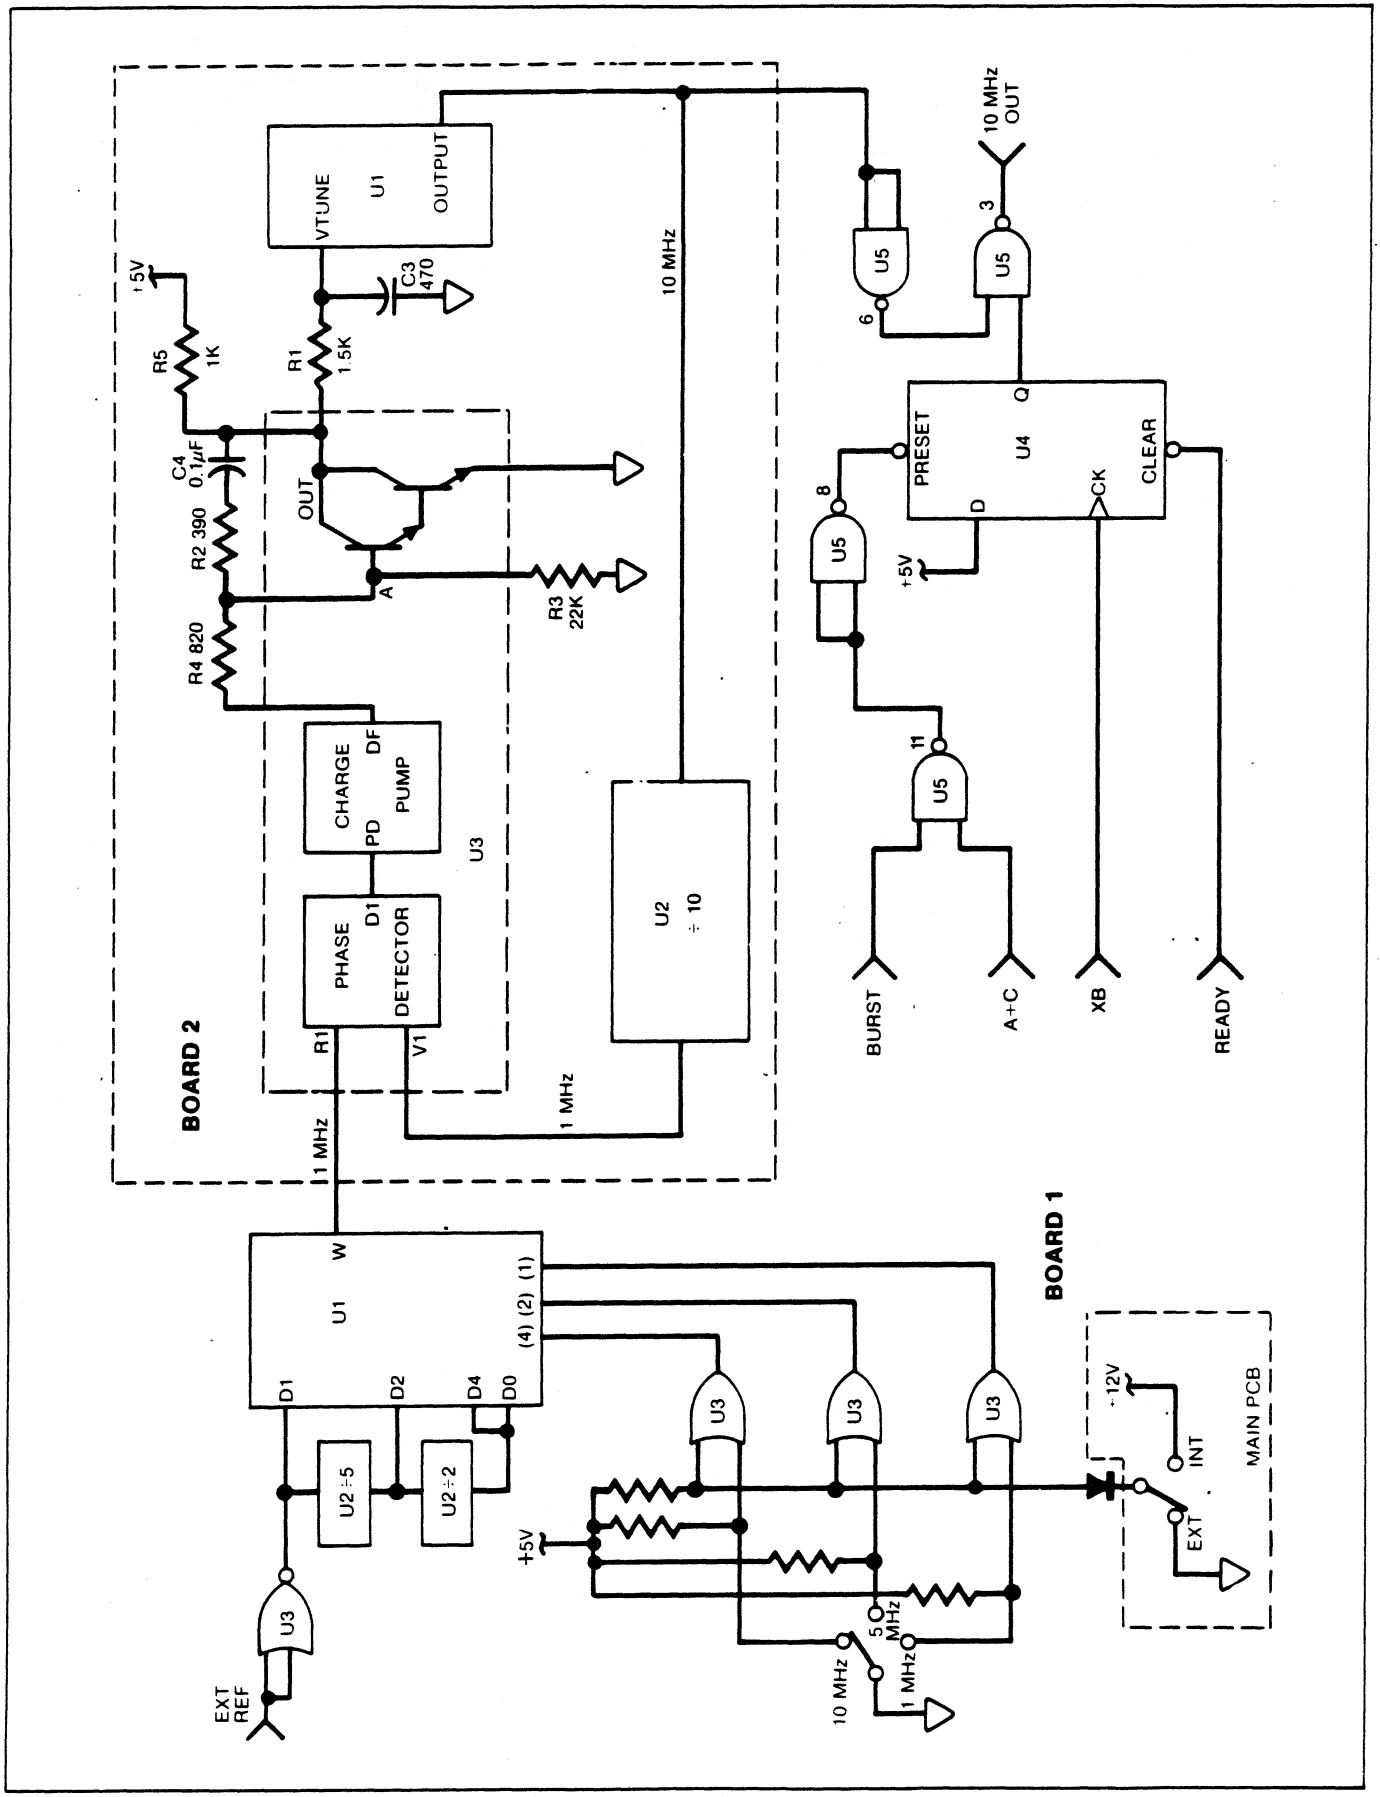 EXT
REF
U3
U2÷5
U2÷2
D1
D2
D4
D0
U1
W
(4)
(2)
(1)
1 MHz
+5V
U3
U3
U3
10 MHz
5
MHz
1 MHz
EXT
INT
+12V
MAIN PCB
BOARD 1
BOARD 2
R1
V1
PHASE
DETECTOR
D1
PD
CHARGE
PUMP
DF
U3
1 MHz
U2
÷ 10
R4 820
R2 390
C4
0.1µF
R5
1K
+5V
A
OUT
R3
22K
R1
1.5K
C3
470
VTUNE
U1
OUTPUT
10 MHz
BURST
A+C
XB
READY
U5
11
U5
8
+5V
D
PRESET
U4
CK
CLEAR
Q
6
U5
U5
3
10 MHz
OUT